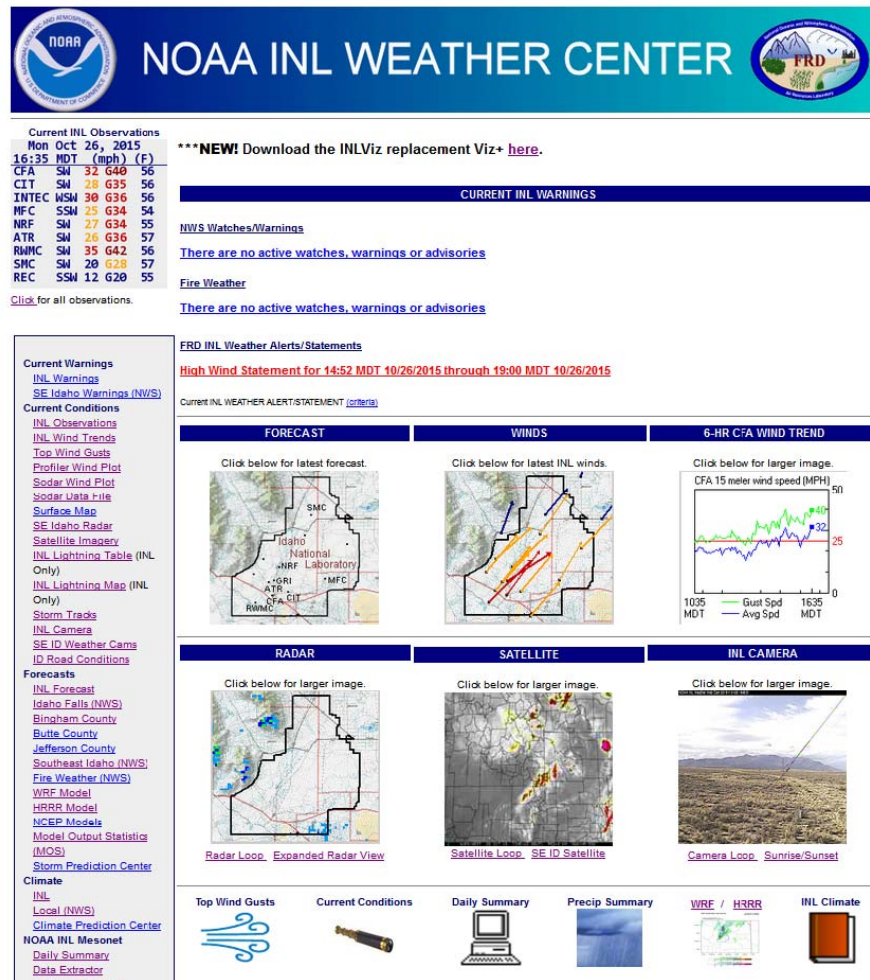 NOAA
NOAA INL WEATHER CENTER
FRD
Current INL Observations
Mon Oct 26, 2015
16:35 MDT (mph) (F)
CFA SW 32 G40 56
CIT SW 28 G35 56
INTEC WSW 30 G36 56
MFC SSW 25 G34 54
NRF SW 27 G34 55
ATR SW 26 G36 57
RWMC SW 35 G42 56
SMC SW 20 G28 57
REC SSW 12 G20 55
Click for all observations.
***NEW! Download the INLViz replacement Viz+ here.
CURRENT INL WARNINGS
NWS Watches/Warnings
There are no active watches, warnings or advisories
Fire Weather
There are no active watches, warnings or advisories
FRD INL Weather Alerts/Statements
High Wind Statement for 14:52 MDT 10/26/2015 through 19:00 MDT 10/26/2015
Current INL WEATHER ALERT/STATEMENT (criteria)
Current Warnings
INL Warnings
SE Idaho Warnings (NWS)
Current Conditions
INL Observations
INL Wind Trends
Top Wind Gusts
Profiler Wind Plot
Sodar Wind Plot
Sodar Data File
Surface Map
SE Idaho Radar
Satellite Imagery
INL Lightning Table (INL
Only)
INL Lightning Map (INL
Only)
Storm Tracks
INL Camera
SE ID Weather Cams
ID Road Conditions
Forecasts
INL Forecast
Idaho Falls (NWS)
Bingham County
Butte County
Jefferson County
Southeast Idaho (NWS)
Fire Weather (NWS)
WRF Model
HRRR Model
NCEP Models
Model Output Statistics
(MOS)
Storm Prediction Center
Climate
INL
Local (NWS)
Climate Prediction Center
NOAA INL Mesonet
Daily Summary
Data Extractor
FORECAST
Click below for latest forecast.
SMC
Idaho
National
Laboratory
NRF
GRI
MFC
ATR
CFA CIT
RWMC
WINDS
Click below for latest INL winds.
6-HR CFA WIND TREND
Click below for larger image.
CFA 15 meter wind speed (MPH)
50
40
32
25
0
1035 MDT
Gust Spd
Avg Spd
1635 MDT
RADAR
Click below for larger image.
Radar Loop Expanded Radar View
SATELLITE
Click below for larger image.
Satellite Loop SE ID Satellite
INL CAMERA
Click below for larger image.
Camera Loop Sunrise/Sunset
Top Wind Gusts
Current Conditions
Daily Summary
Precip Summary
WRF / HRRR
INL Climate